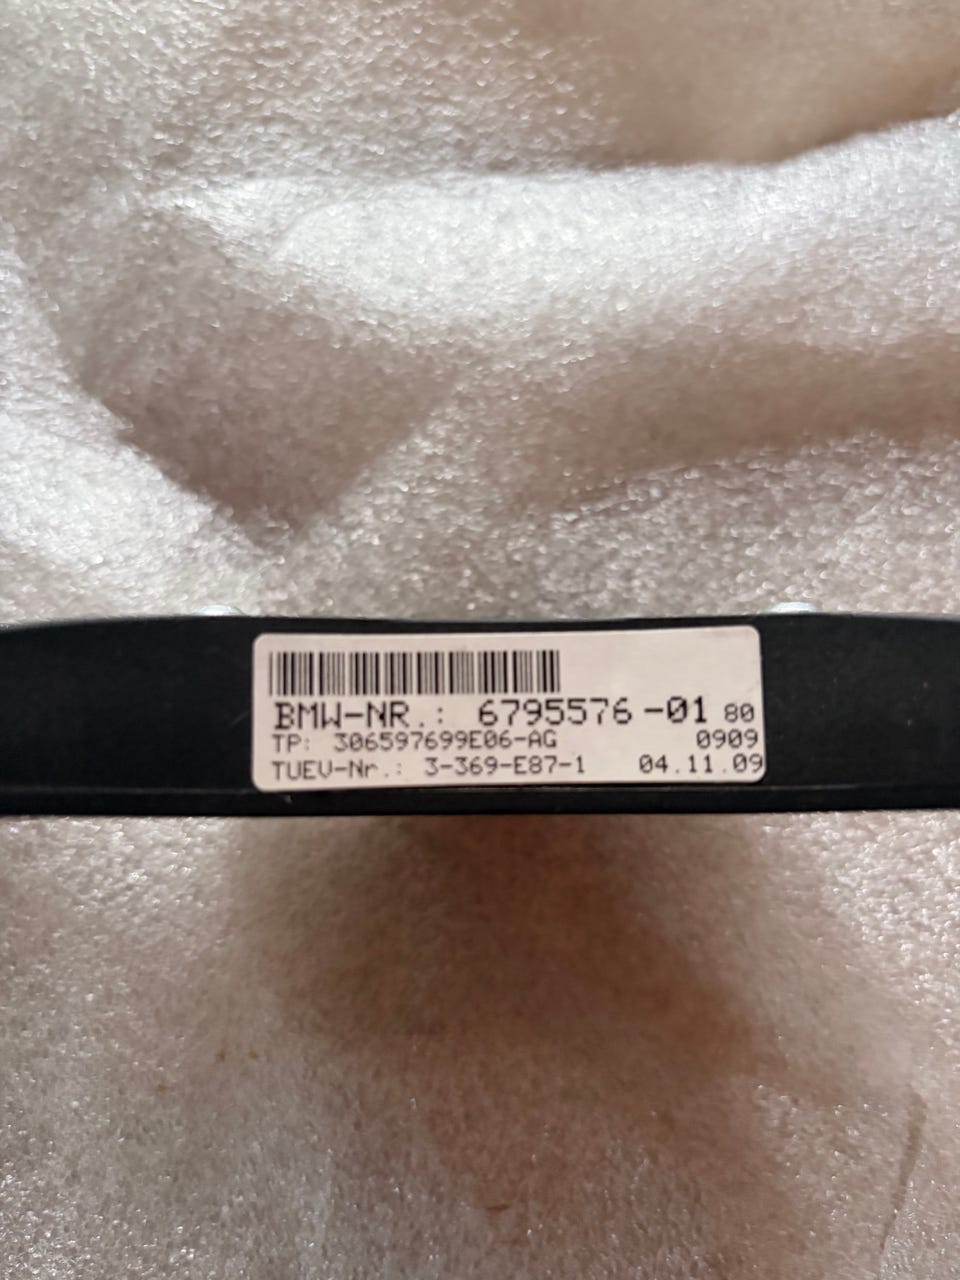 BMW-NR.: 6795576-01 80
TP: 306597699E06-AG 0909
TUEV-Nr.: 3-369-E87-1 04.11.09